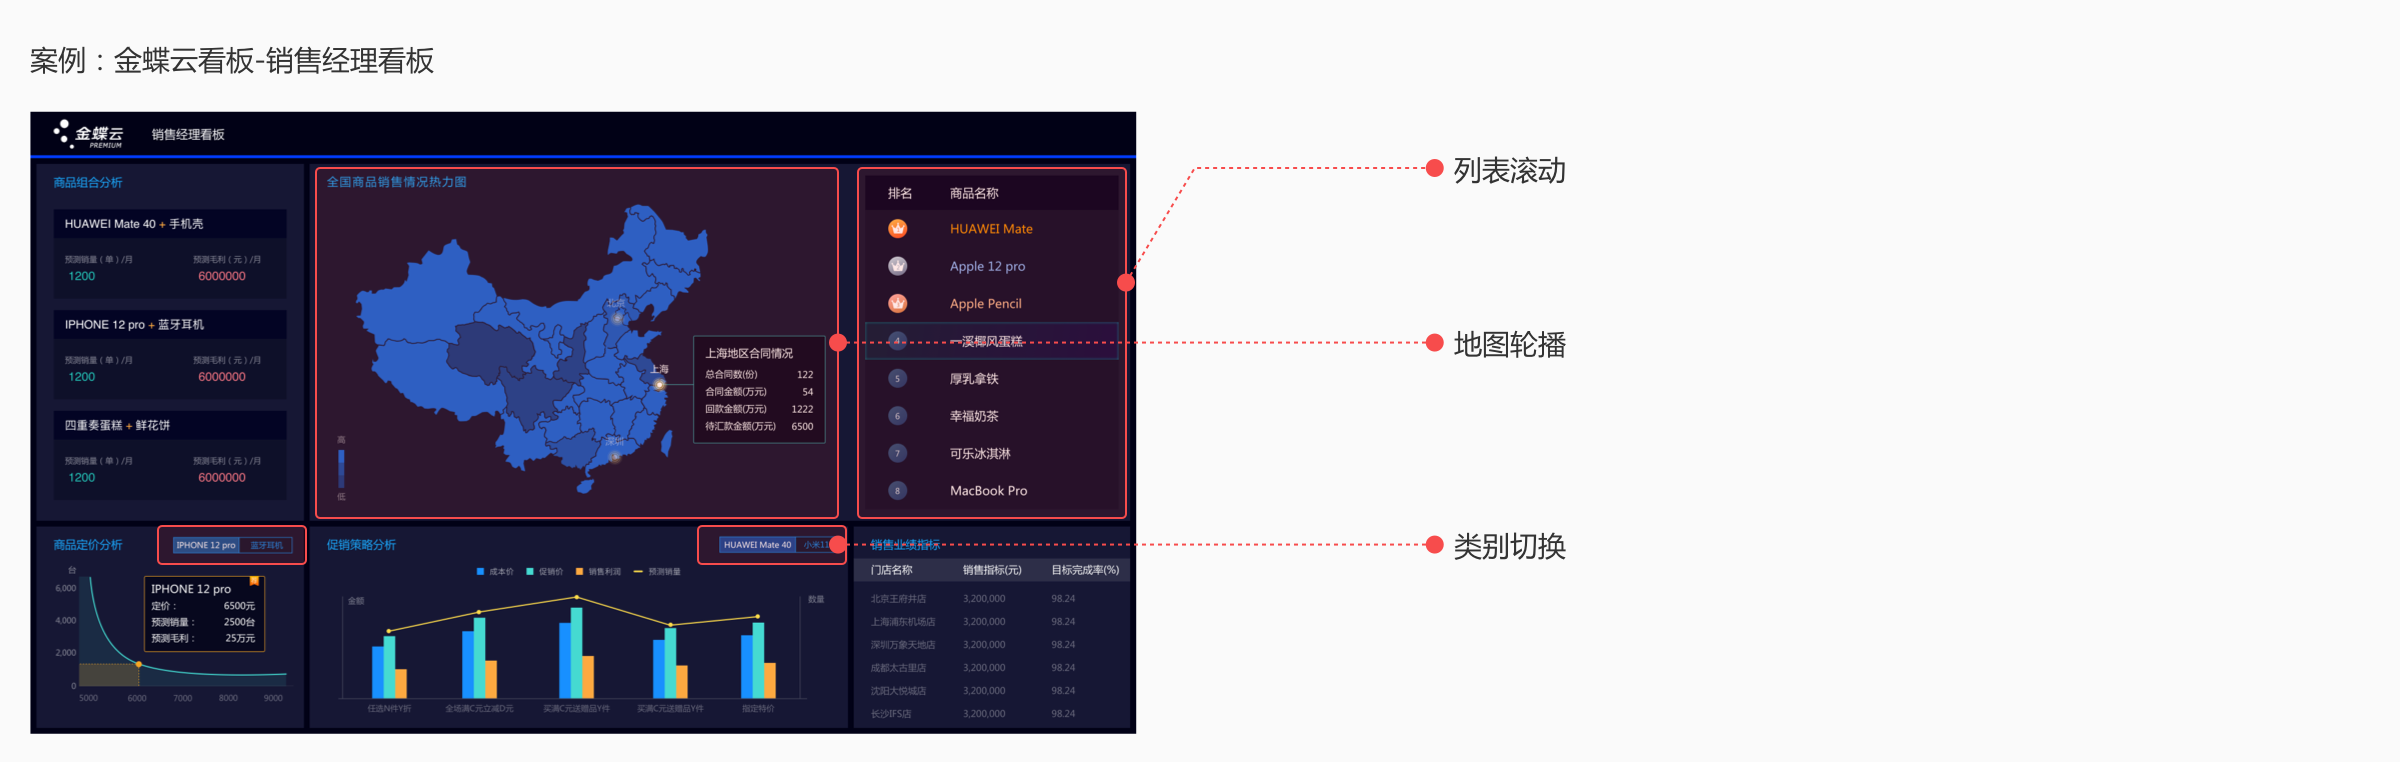 案例：金蝶云看板-销售经理看板
金蝶云
PREMIUM
销售经理看板
商品组合分析
HUAWEI Mate 40 + 手机壳
预测销量（单）/月 预测毛利（元）/月
1200 6000000
IPHONE 12 pro + 蓝牙耳机
预测销量（单）/月 预测毛利（元）/月
1200 6000000
四重奏蛋糕 + 鲜花饼
预测销量（单）/月 预测毛利（元）/月
1200 6000000
全国商品销售情况热力图
北京
上海
深圳
高
低
上海地区合同情况
总合同数(份) 122
合同金额(万元) 54
回款金额(万元) 1222
待汇款金额(万元) 6500
排名 商品名称
HUAWEI Mate
Apple 12 pro
Apple Pencil
4 一溪椰风蛋糕
5 厚乳拿铁
6 幸福奶茶
7 可乐冰淇淋
8 MacBook Pro
列表滚动
地图轮播
类别切换
商品定价分析
IPHONE 12 pro 蓝牙耳机
台
6,000
4,000
2,000
0
5000 6000 7000 8000 9000
IPHONE 12 pro
定价： 6500元
预测销量： 2500台
预测毛利： 25万元
促销策略分析
HUAWEI Mate 40 小米11
成本价 促销价 销售利润 预测销量
金额 数量
任选N件Y折 全场满C元立减D元 买满C元送赠品Y件 买满C元送赠品Y件 指定特价
销售业绩指标
门店名称 销售指标(元) 目标完成率(%)
北京王府井店 3,200,000 98.24
上海浦东机场店 3,200,000 98.24
深圳万象天地店 3,200,000 98.24
成都太古里店 3,200,000 98.24
沈阳大悦城店 3,200,000 98.24
长沙IFS店 3,200,000 98.24